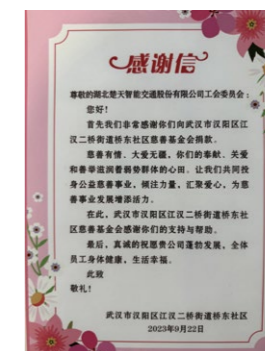 感谢信
尊敬的湖北楚天智能交通股份有限公司工会委员会：
您好！
首先我们非常感谢你们向武汉市汉阳区江
汉二桥街道桥东社区慈善基金会捐款。
慈善有情、大爱无疆，你们的奉献、关爱
和善举滋润着弱势群体的心田。让我们共同投
身公益慈善事业，倾注力量，汇聚爱心，为慈
善事业发展增添活力。
在此，武汉市汉阳区江汉二桥街道桥东社
区慈善基金会感谢你们的支持与帮助。
最后，真诚的祝愿贵公司蓬勃发展，全体
员工身体健康，生活幸福。
此致
敬礼！
武汉市汉阳区江汉二桥街道桥东社区
2023年9月22日